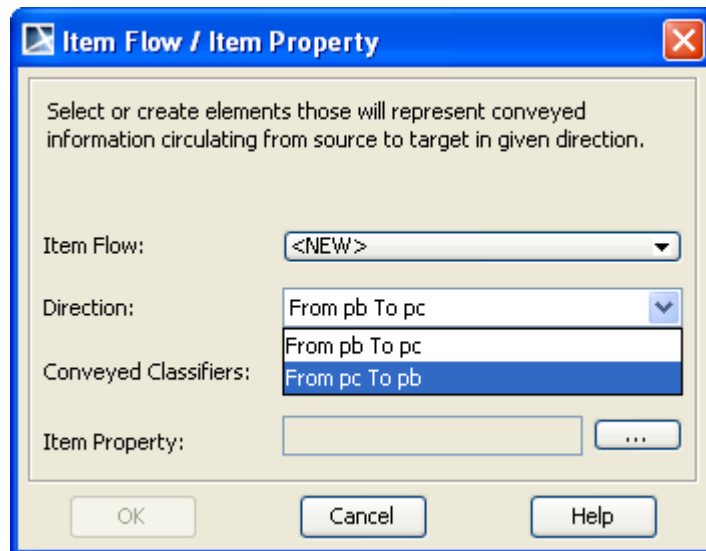 Item Flow / Item Property
Select or create elements those will represent conveyed
information circulating from source to target in given direction.
Item Flow:
<NEW>
Direction:
From pb To pc
From pb To pc
From pc To pb
Conveyed Classifiers:
Item Property:
...
OK
Cancel
Help